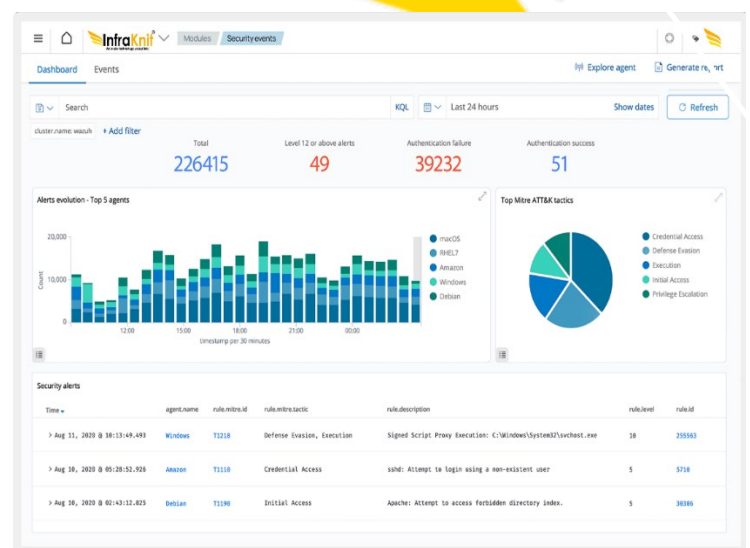 InfraKnif
Modules
Security events
Dashboard
Events
Explore agent
Generate re, ort
Search
KQL
Last 24 hours
Show dates
Refresh
cluster.name: wazuh
+ Add filter
Total
Level 12 or above alerts
Authentication failure
Authentication success
226415
49
39232
51
Alerts evolution - Top 5 agents
20,000
10,000
0
Count
12:00
15:00
18:00
21:00
00:00
timestamp per 30 minutes
macOS
RHEL7
Amazon
Windows
Debian
Top Mitre ATT&K tactics
Credential Access
Defense Evasion
Execution
Initial Access
Privilege Escalation
Security alerts
Time agent.name rule.mitre.id rule.mitre.tactic rule.description rule.level rule.id
> Aug 11, 2020 @ 10:13:49.493 Windows T1218 Defense Evasion, Execution Signed Script Proxy Execution: C:\Windows\System32\svchost.exe 10 255563
> Aug 10, 2020 @ 05:28:52.926 Amazon T1110 Credential Access sshd: Attempt to login using a non-existent user 5 5710
> Aug 10, 2020 @ 02:43:12.825 Debian T1190 Initial Access Apache: Attempt to access forbidden directory index. 5 30306